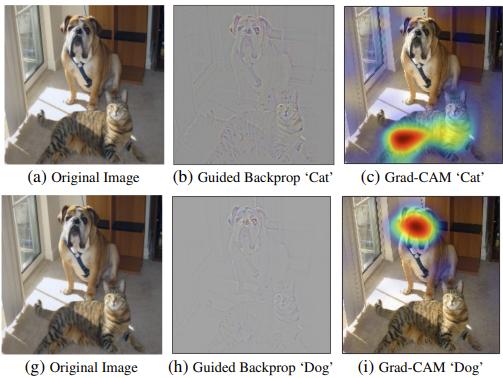 (a) Original Image
(b) Guided Backprop ‘Cat’
(c) Grad-CAM ‘Cat’
(g) Original Image
(h) Guided Backprop ‘Dog’
(i) Grad-CAM ‘Dog’